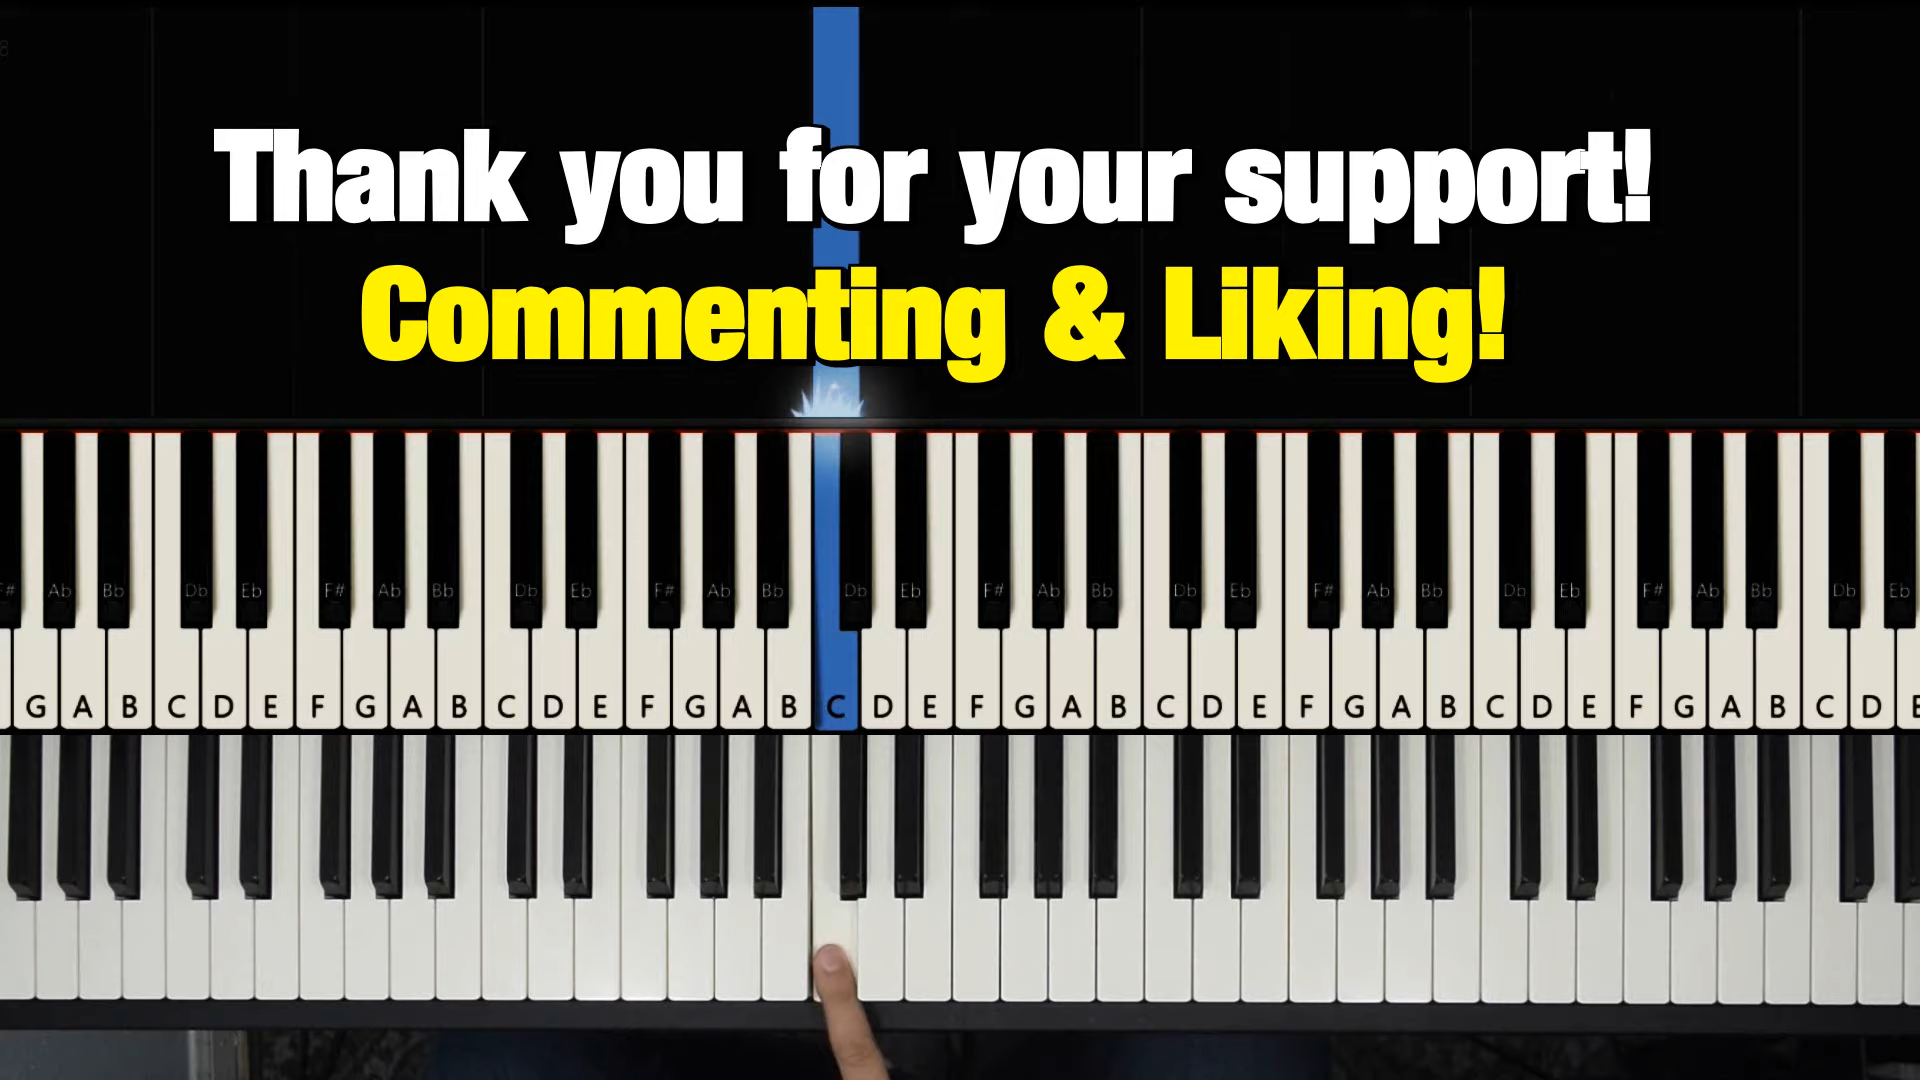 Thank you for your support!
Commenting & Liking!
F# Ab Bb Db Eb F# Ab Bb Db Eb F# Ab Bb Db Eb F# Ab Bb Db Eb F# Ab Bb Db Eb F# Ab Bb Db Eb
G A B C D E F G A B C D E F G A B C D E F G A B C D E F G A B C D E F G A B C D E